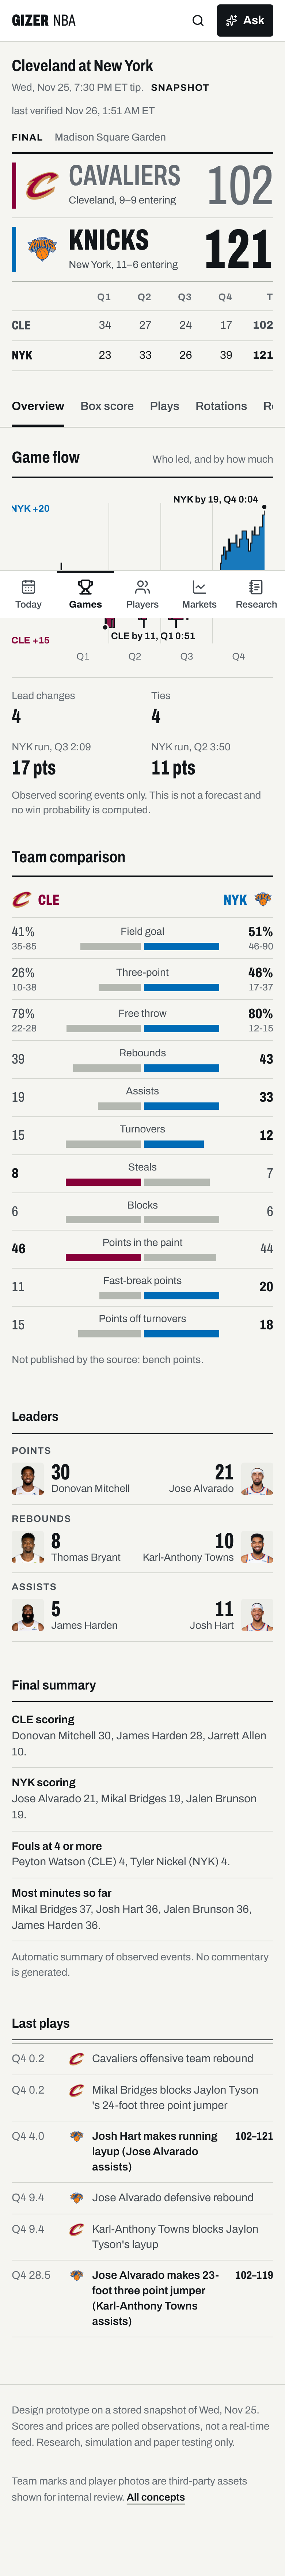 GIZER NBA
Ask
Cleveland at New York
Wed, Nov 25, 7:30 PM ET tip. SNAPSHOT
last verified Nov 26, 1:51 AM ET
FINAL Madison Square Garden
CAVALIERS 102
Cleveland, 9–9 entering
KNICKS 121
New York, 11–6 entering
Q1 Q2 Q3 Q4 T
CLE 34 27 24 17 102
NYK 23 33 26 39 121
Overview Box score Plays Rotations Re
Game flow Who led, and by how much
NYK by 19, Q4 0:04
NYK +20
Today Games Players Markets Research
CLE by 11, Q1 0:51
CLE +15
Q1 Q2 Q3 Q4
Lead changes Ties
4 4
NYK run, Q3 2:09 NYK run, Q2 3:50
17 pts 11 pts
Observed scoring events only. This is not a forecast and
no win probability is computed.
Team comparison
CLE NYK
41% Field goal 51%
35-85 46-90
26% Three-point 46%
10-38 17-37
79% Free throw 80%
22-28 12-15
39 Rebounds 43
19 Assists 33
15 Turnovers 12
8 Steals 7
6 Blocks 6
46 Points in the paint 44
11 Fast-break points 20
15 Points off turnovers 18
Not published by the source: bench points.
Leaders
POINTS
30 21
Donovan Mitchell Jose Alvarado
REBOUNDS
8 10
Thomas Bryant Karl-Anthony Towns
ASSISTS
5 11
James Harden Josh Hart
Final summary
CLE scoring
Donovan Mitchell 30, James Harden 28, Jarrett Allen
10.
NYK scoring
Jose Alvarado 21, Mikal Bridges 19, Jalen Brunson
19.
Fouls at 4 or more
Peyton Watson (CLE) 4, Tyler Nickel (NYK) 4.
Most minutes so far
Mikal Bridges 37, Josh Hart 36, Jalen Brunson 36,
James Harden 36.
Automatic summary of observed events. No commentary
is generated.
Last plays
Q4 0.2 Cavaliers offensive team rebound
Q4 0.2 Mikal Bridges blocks Jaylon Tyson
's 24-foot three point jumper
Q4 4.0 Josh Hart makes running 102–121
layup (Jose Alvarado
assists)
Q4 9.4 Jose Alvarado defensive rebound
Q4 9.4 Karl-Anthony Towns blocks Jaylon
Tyson's layup
Q4 28.5 Jose Alvarado makes 23- 102–119
foot three point jumper
(Karl-Anthony Towns
assists)
Design prototype on a stored snapshot of Wed, Nov 25.
Scores and prices are polled observations, not a real-time
feed. Research, simulation and paper testing only.
Team marks and player photos are third-party assets
shown for internal review. All concepts